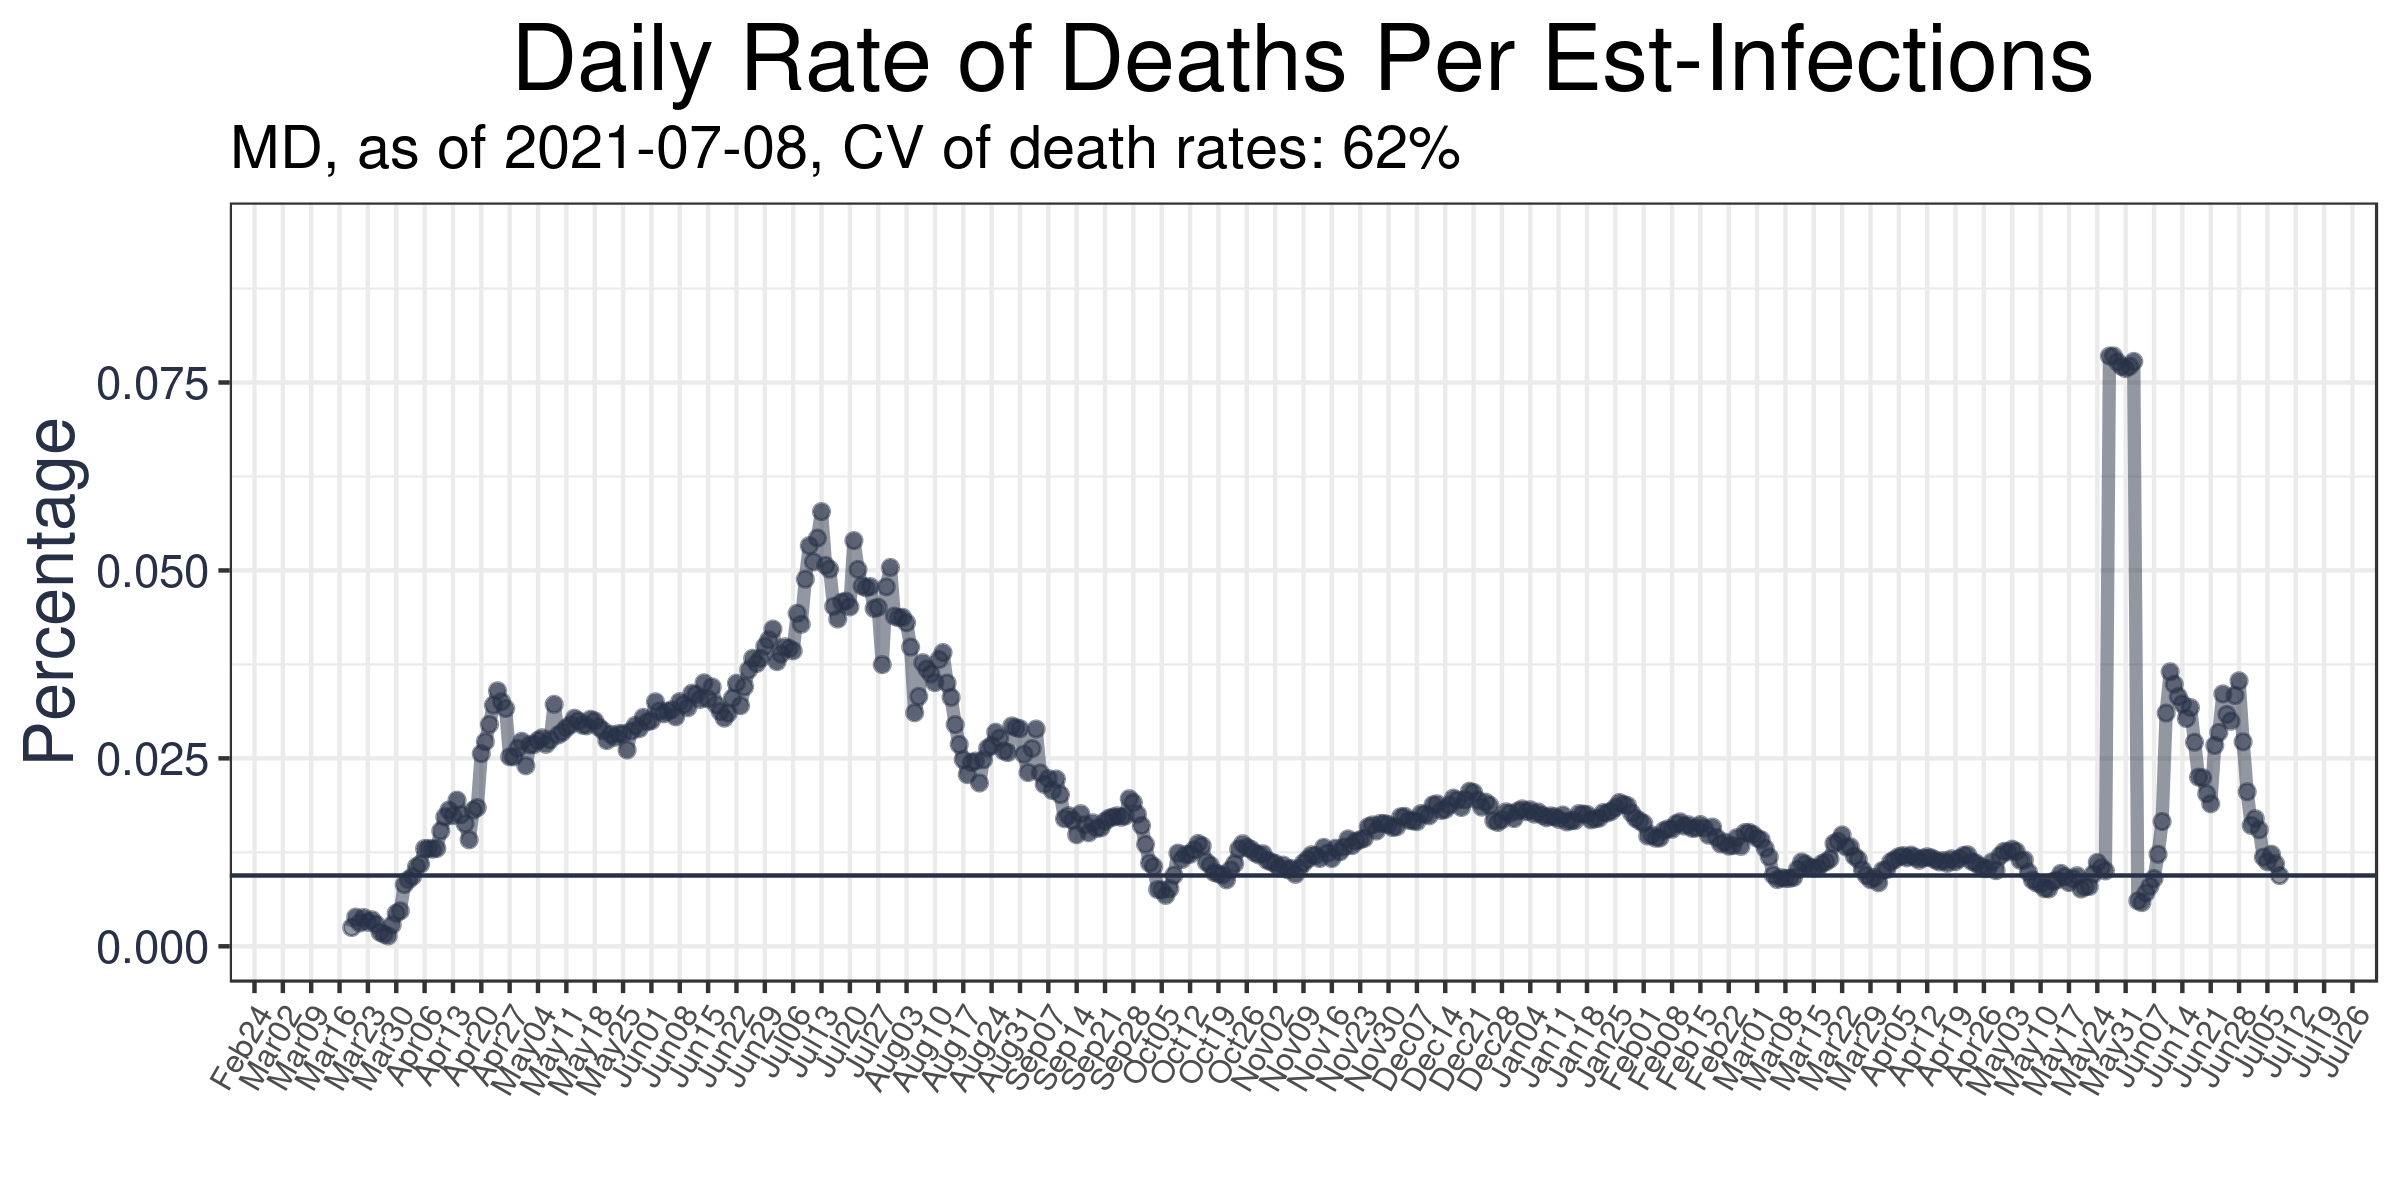 Daily Rate of Deaths Per Est-Infections
MD, as of 2021-07-08, CV of death rates: 62%
Percentage
0.075
0.050
0.025
0.000
Feb24 Mar02 Mar09 Mar16 Mar23 Mar30 Apr06 Apr13 Apr20 Apr27 May04 May11 May18 May25 Jun01 Jun08 Jun15 Jun22 Jun29 Jul06 Jul13 Jul20 Jul27 Aug03 Aug10 Aug17 Aug24 Aug31 Sep07 Sep14 Sep21 Sep28 Oct05 Oct12 Oct19 Oct26 Nov02 Nov09 Nov16 Nov23 Nov30 Dec07 Dec14 Dec21 Dec28 Jan04 Jan11 Jan18 Jan25 Feb01 Feb08 Feb15 Feb22 Mar01 Mar08 Mar15 Mar22 Mar29 Apr05 Apr12 Apr19 Apr26 May03 May10 May17 May24 May31 Jun07 Jun14 Jun21 Jun28 Jul05 Jul12 Jul19 Jul26